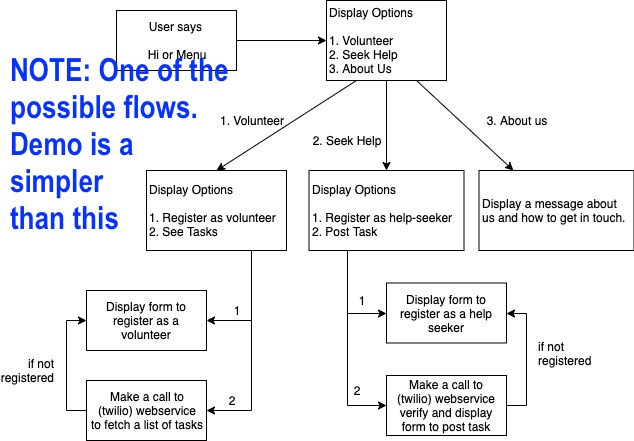 User says
Hi or Menu
Display Options
1. Volunteer
2. Seek Help
3. About Us
NOTE: One of the
possible flows.
Demo is a
simpler
than this
1. Volunteer
2. Seek Help
3. About us
Display Options
1. Register as volunteer
2. See Tasks
Display Options
1. Register as help-seeker
2. Post Task
Display a message about
us and how to get in touch.
Display form to
register as a
volunteer
1
if not
registered
Make a call to
(twilio) webservice
to fetch a list of tasks
2
1
Display form to
register as a help
seeker
if not
registered
2
Make a call to
(twilio) webservice
verify and display
form to post task